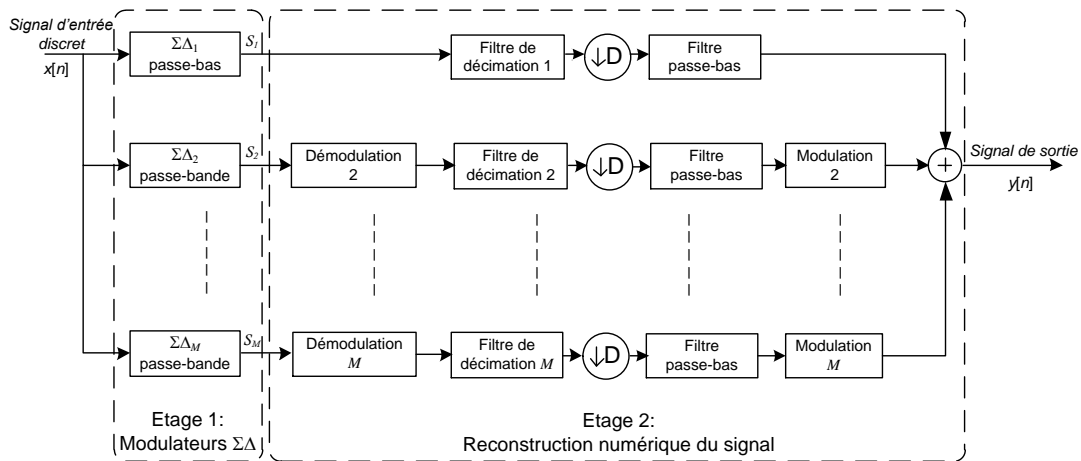 Signal d'entrée
discret
x[n]
ΣΔ1
passe-bas
S1
Filtre de
décimation 1
↓D
Filtre
passe-bas
ΣΔ2
passe-bande
S2
Démodulation
2
Filtre de
décimation 2
↓D
Filtre
passe-bas
Modulation
2
+
Signal de sortie
y[n]
ΣΔM
passe-bande
SM
Démodulation
M
Filtre de
décimation M
↓D
Filtre
passe-bas
Modulation
M
Etage 1:
Modulateurs ΣΔ
Etage 2:
Reconstruction numérique du signal